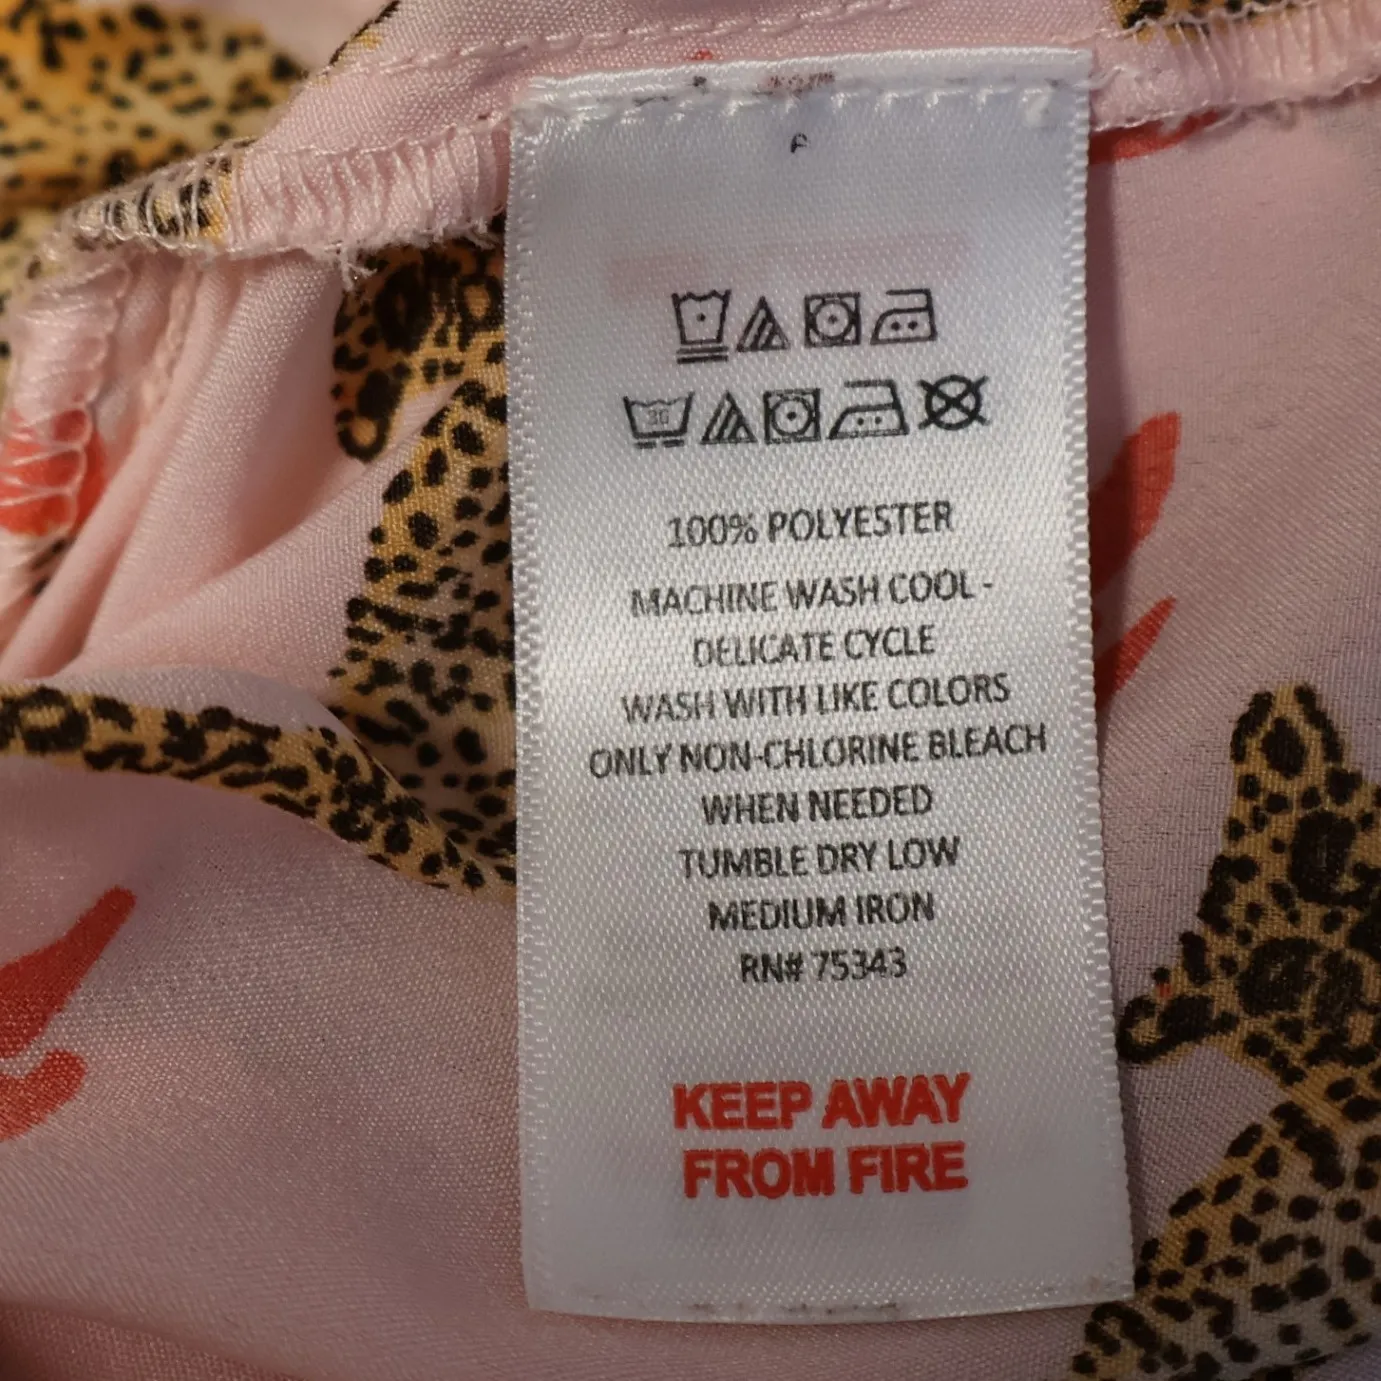 30
100% POLYESTER
MACHINE WASH COOL -
DELICATE CYCLE
WASH WITH LIKE COLORS
ONLY NON-CHLORINE BLEACH
WHEN NEEDED
TUMBLE DRY LOW
MEDIUM IRON
RN# 75343
KEEP AWAY
FROM FIRE